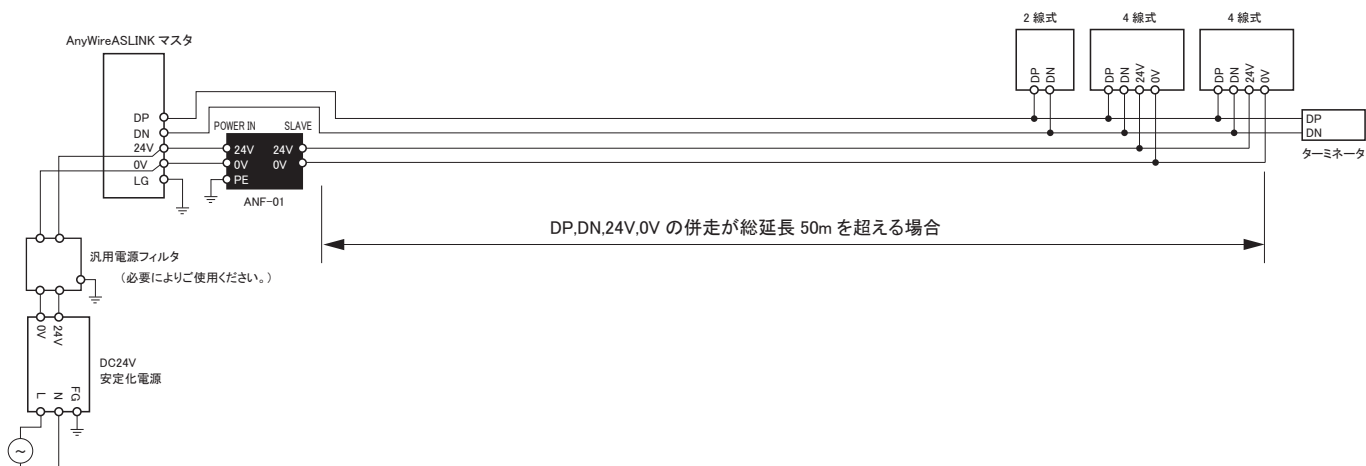 2 線式
4 線式
4 線式
AnyWireASLINK マスタ
DP
DN
DP
DN
24V
0V
DP
DN
24V
0V
DP
DN
24V
0V
LG
POWER IN
SLAVE
24V
0V
PE
24V
0V
ANF-01
DP
DN
ターミネータ
DP,DN,24V,0V の併走が総延長 50m を超える場合
汎用電源フィルタ
(必要によりご使用ください。)
0V
24V
DC24V
安定化電源
L
N
FG
~